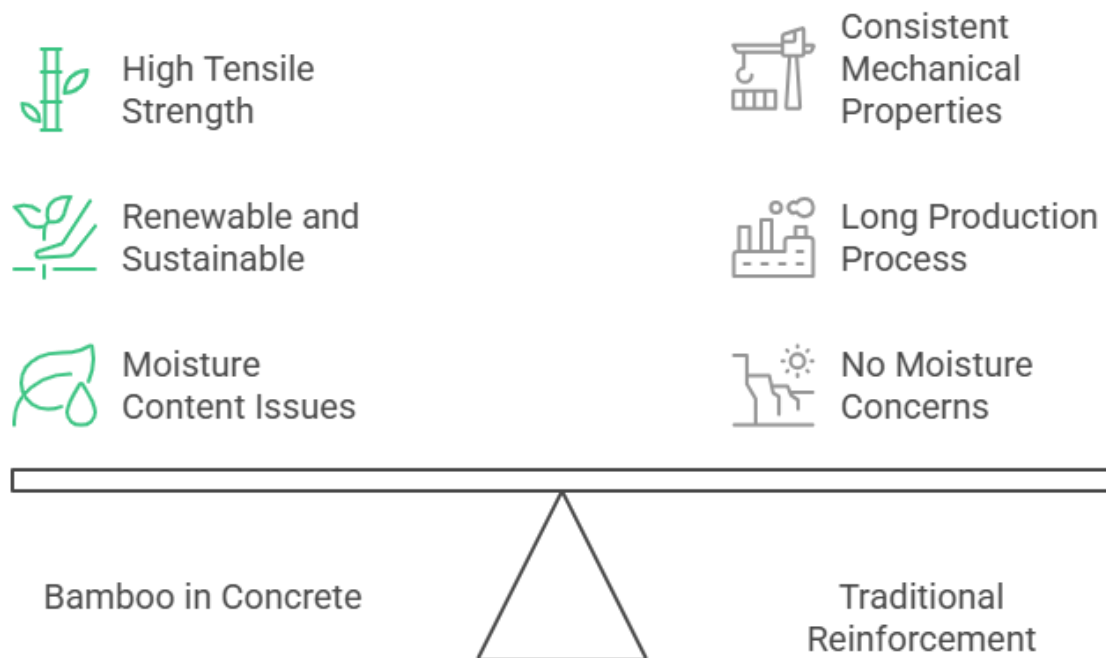 High Tensile
Strength
Renewable and
Sustainable
Moisture
Content Issues
Bamboo in Concrete
Consistent
Mechanical
Properties
Long Production
Process
No Moisture
Concerns
Traditional
Reinforcement